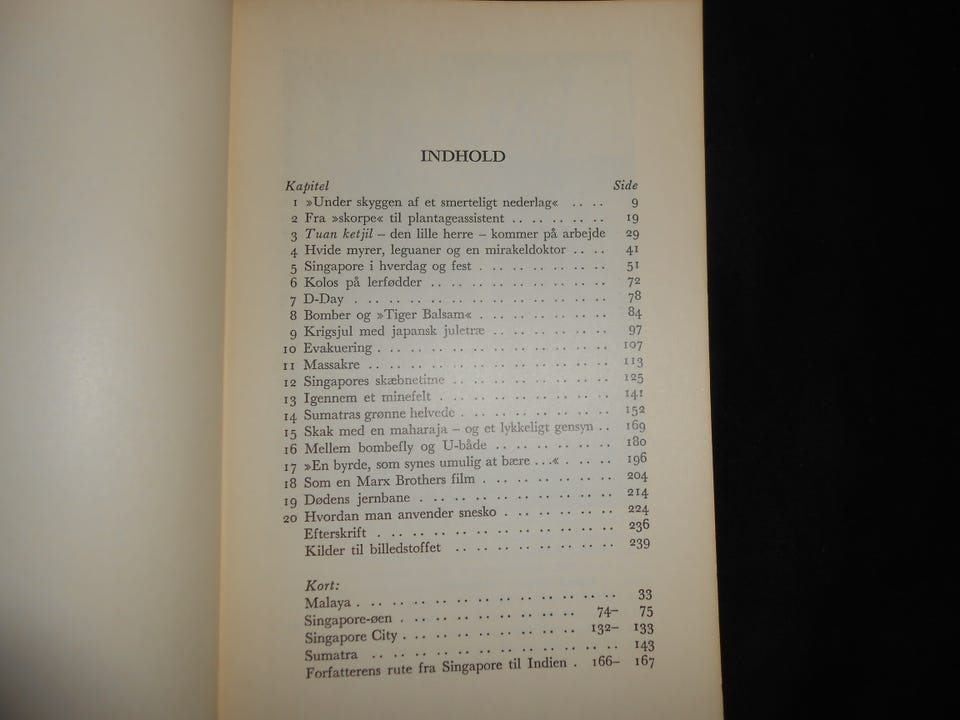 INDHOLD
Kapitel Side
1 »Under skyggen af et smerteligt nederlag« .... 9
2 Fra »skorpe« til plantageassistent ........ 19
3 Tuan ketjil – den lille herre – kommer på arbejde 29
4 Hvide myrer, leguaner og en mirakeldoktor .... 41
5 Singapore i hverdag og fest ........... 51
6 Kolos på lerfødder .............. 72
7 D-Day .................... 78
8 Bomber og »Tiger Balsam« ........... 84
9 Krigsjul med japansk juletræ .......... 97
10 Evakuering .................. 107
11 Massakre ................... 113
12 Singapores skæbnetime ............. 125
13 Igennem et minefelt .............. 141
14 Sumatras grønne helvede ............ 152
15 Skak med en maharaja – og et lykkeligt gensyn .. 169
16 Mellem bombefly og U-både .......... 180
17 »En byrde, som synes umulig at bære ...« ..... 196
18 Som en Marx Brothers film ........... 204
19 Dødens jernbane ................ 214
20 Hvordan man anvender snesko ......... 224
Efterskrift ................... 236
Kilder til billedstoffet ............. 239
Kort:
Malaya .................... 33
Singapore-øen ............... 74– 75
Singapore City .............. 132– 133
Sumatra .................... 143
Forfatterens rute fra Singapore til Indien . 166– 167